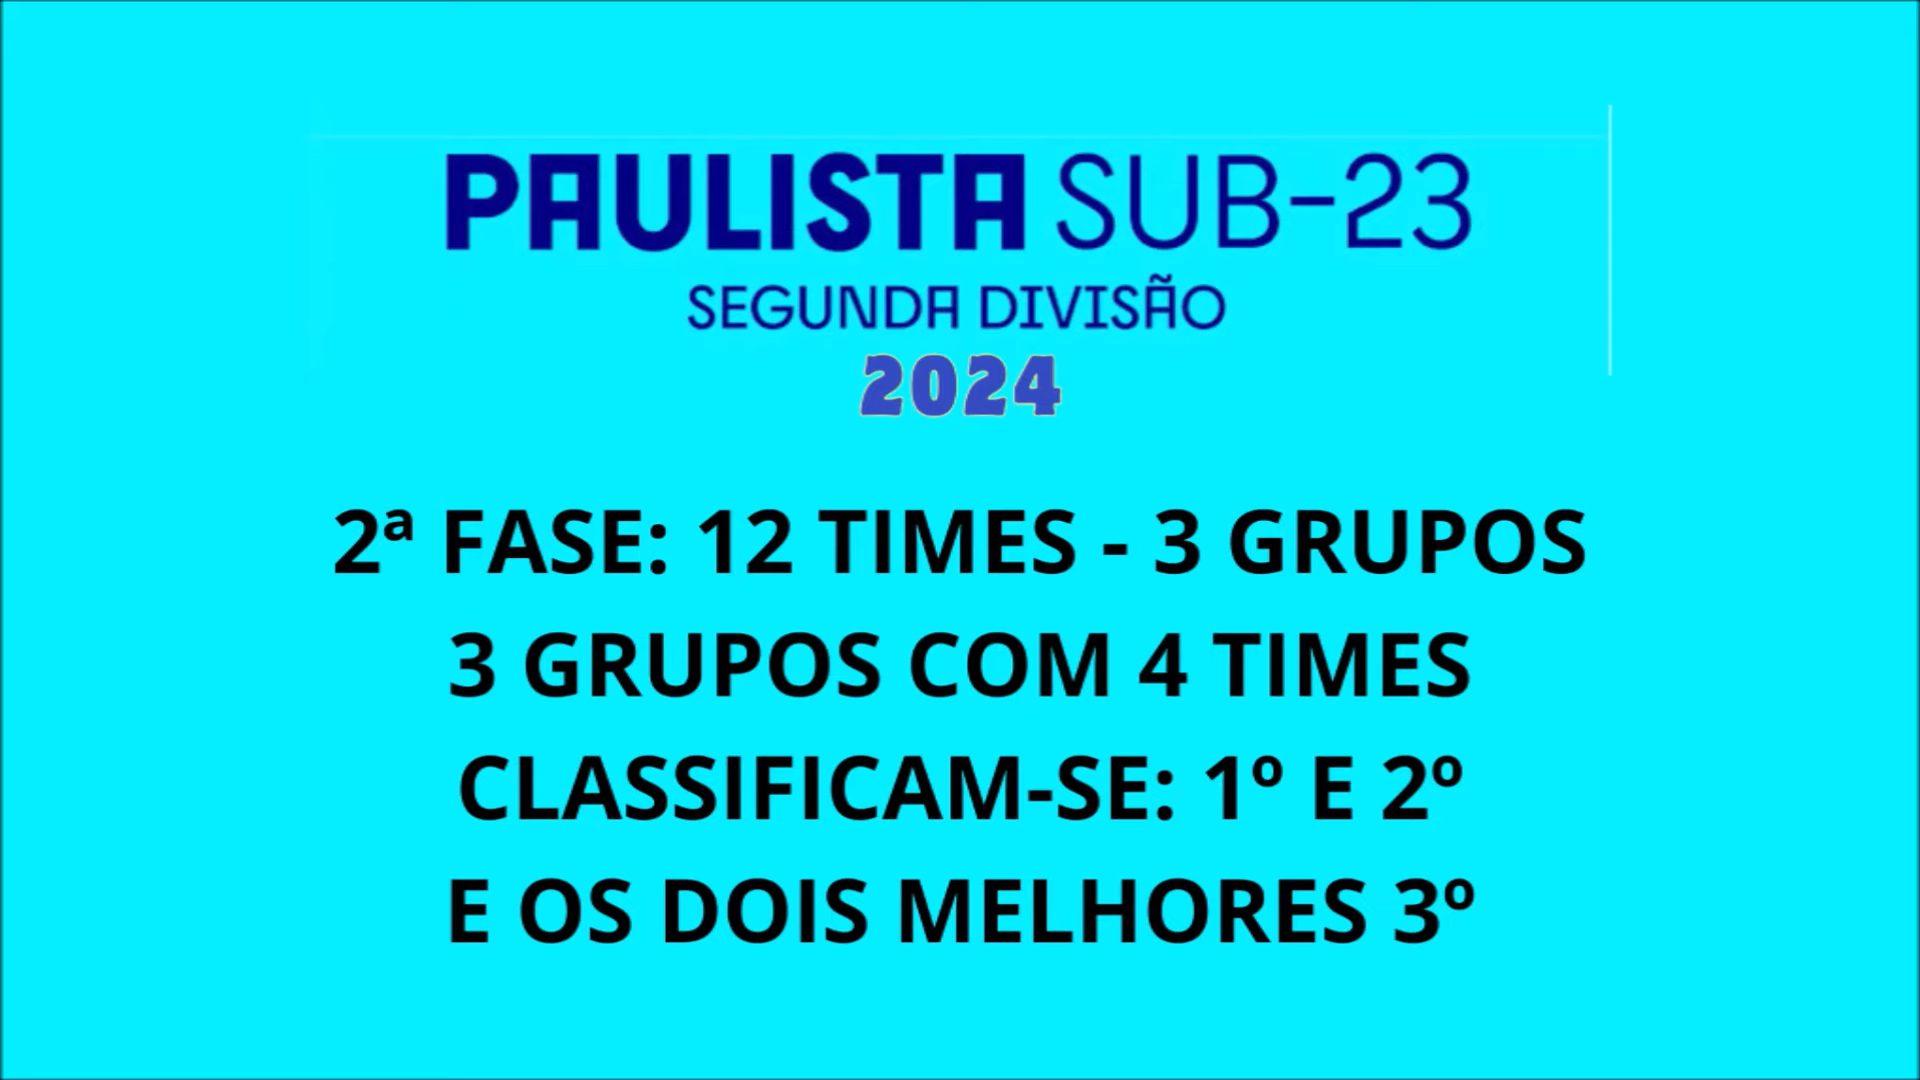 PAULISTA SUB-23
SEGUNDA DIVISÃO
2024
2ª FASE: 12 TIMES - 3 GRUPOS
3 GRUPOS COM 4 TIMES
CLASSIFICAM-SE: 1º E 2º
E OS DOIS MELHORES 3º